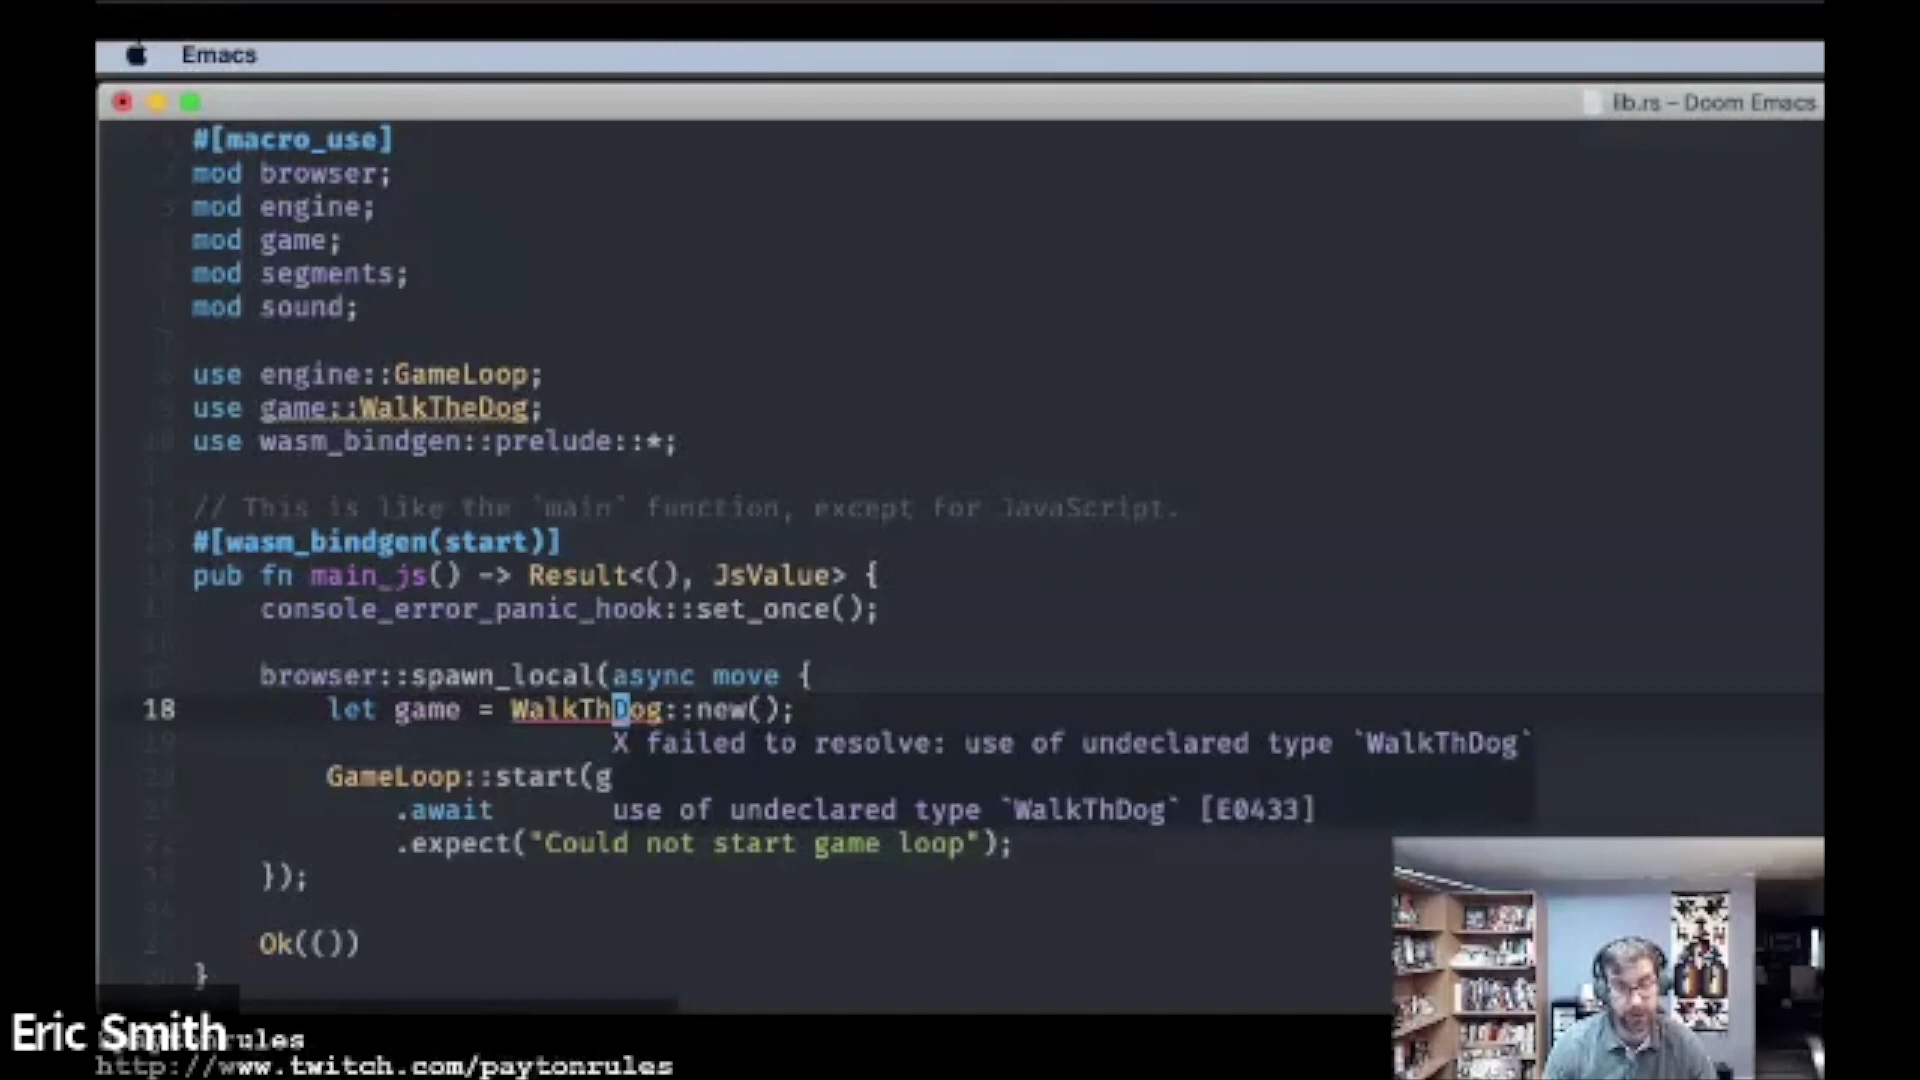 Emacs
lib.rs – Doom Emacs
#[macro_use]
mod browser;
mod engine;
mod game;
mod segments;
mod sound;
use engine::GameLoop;
use game::WalkTheDog;
use wasm_bindgen::prelude::*;
// This is like the `main` function, except for JavaScript.
#[wasm_bindgen(start)]
pub fn main_js() -> Result<(), JsValue> {
console_error_panic_hook::set_once();
browser::spawn_local(async move {
18 let game = WalkThDog::new();
X failed to resolve: use of undeclared type `WalkThDog`
GameLoop::start(g
.await use of undeclared type `WalkThDog` [E0433]
.expect("Could not start game loop");
});
Ok(())
}
Eric Smith
http://www.twitch.com/paytonrules